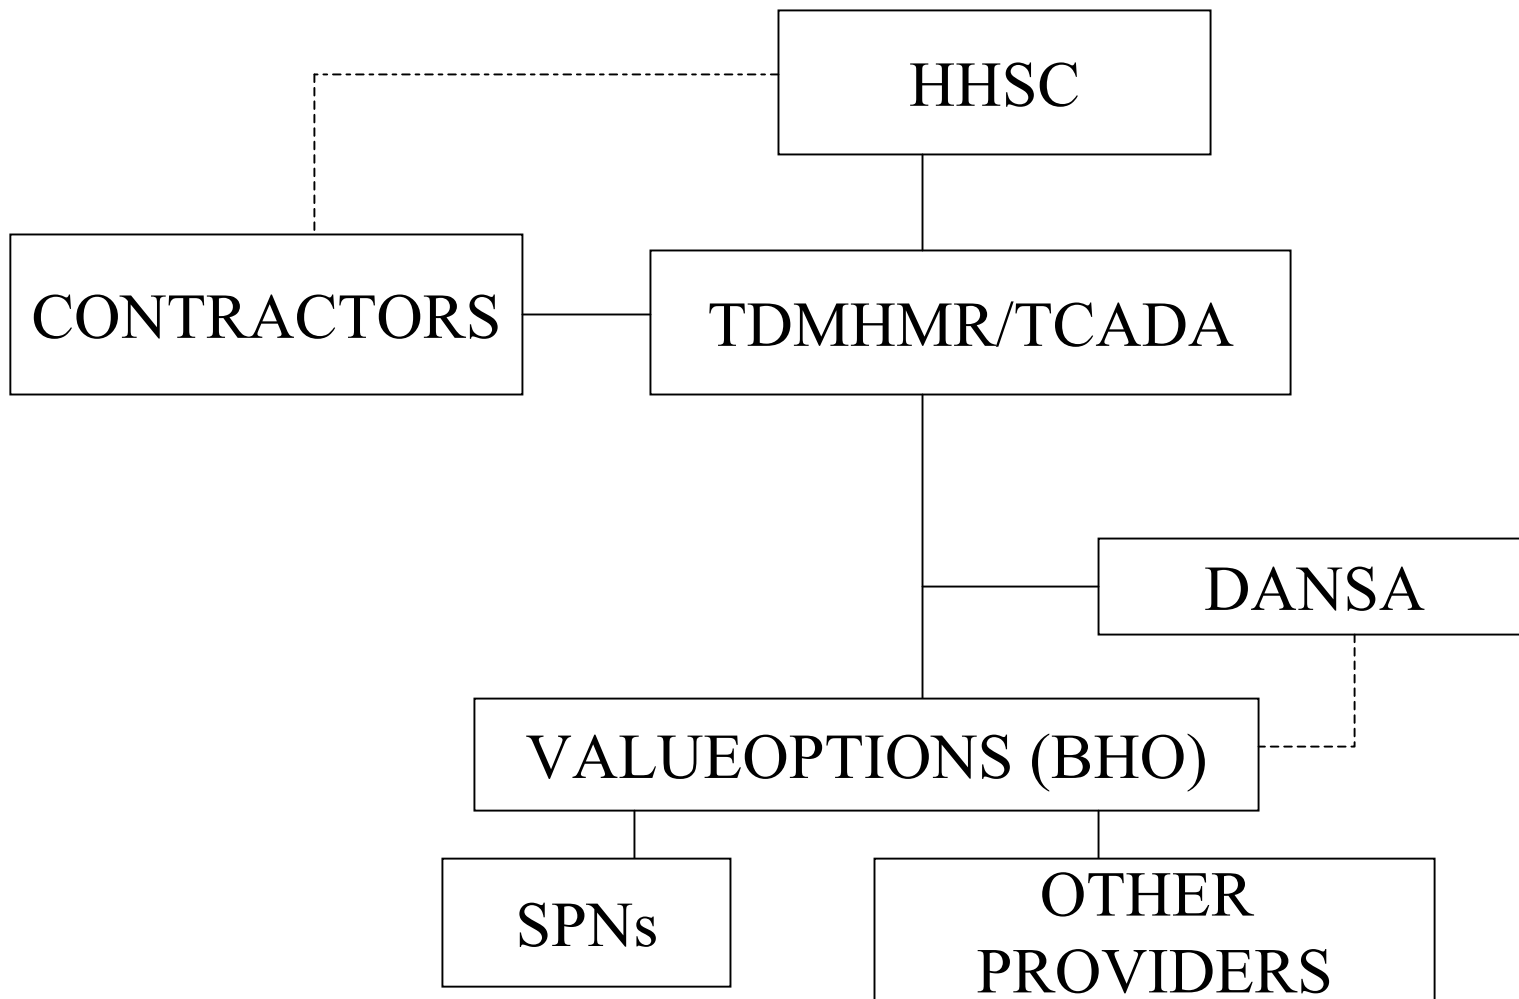 HHSC
CONTRACTORS
TDMHMR/TCADA
DANSA
VALUEOPTIONS (BHO)
SPNs
OTHER
PROVIDERS